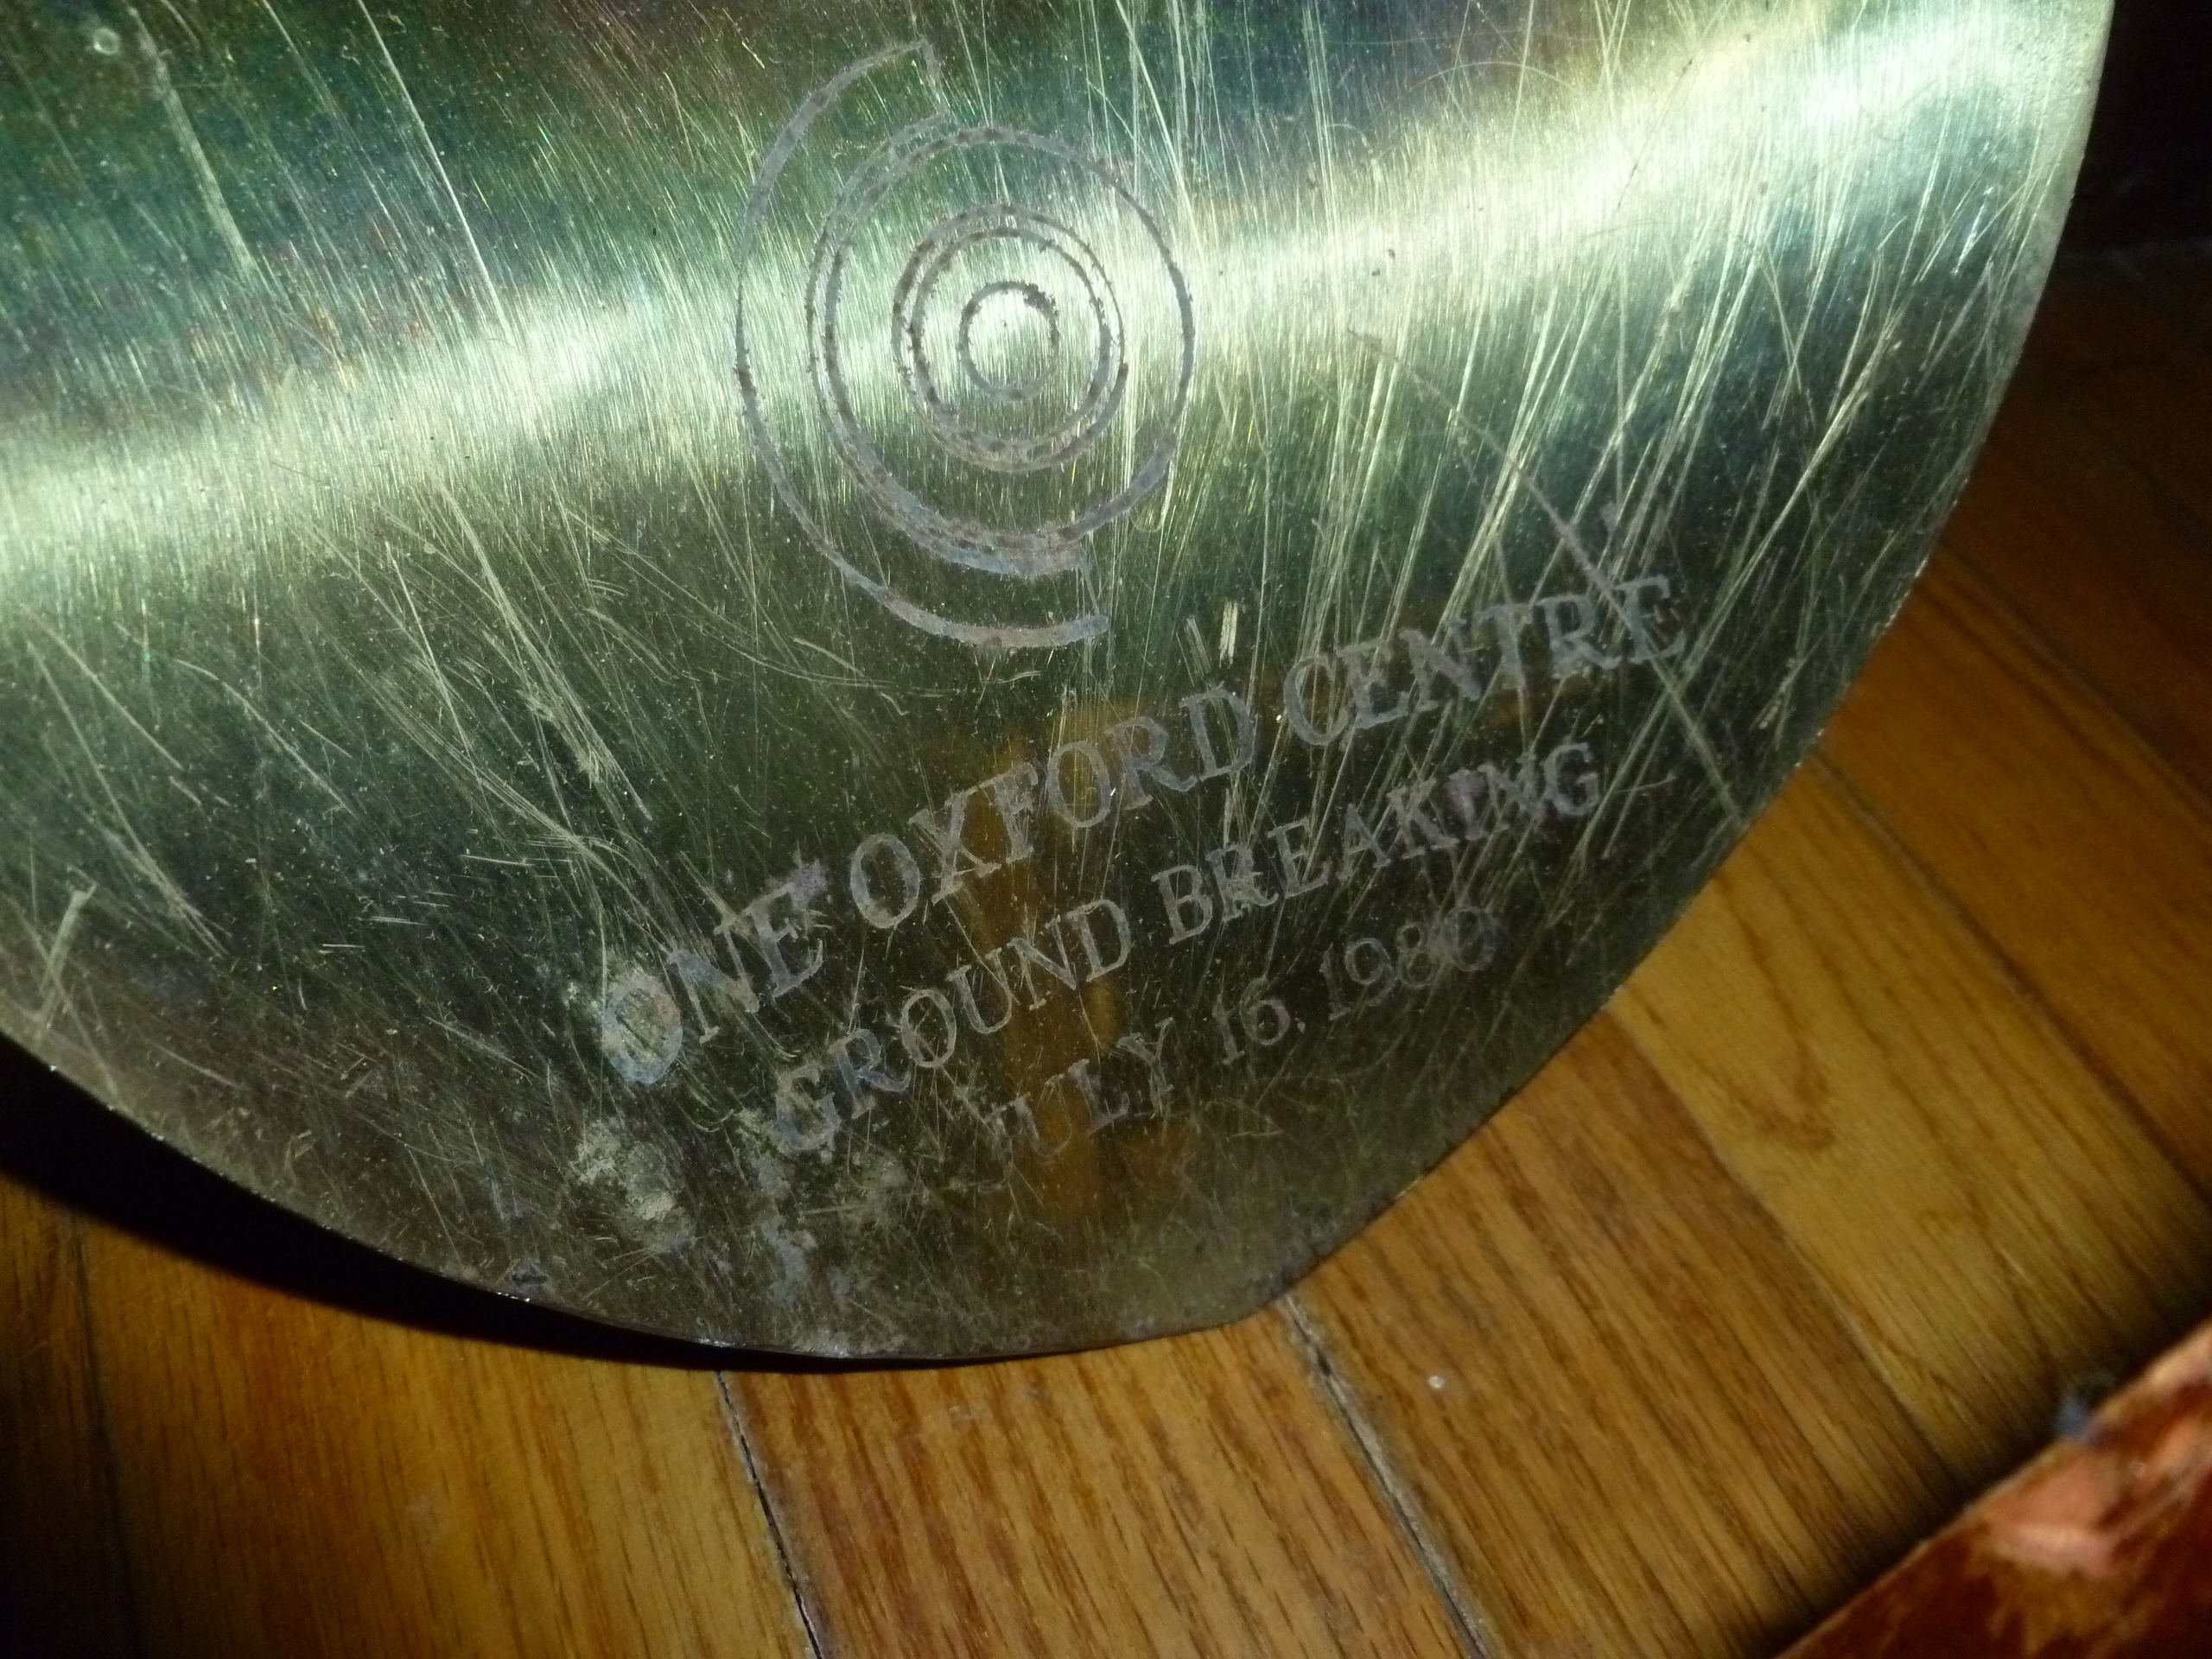 ONE OXFORD CENTRE
GROUND BREAKING
JULY 16, 1980